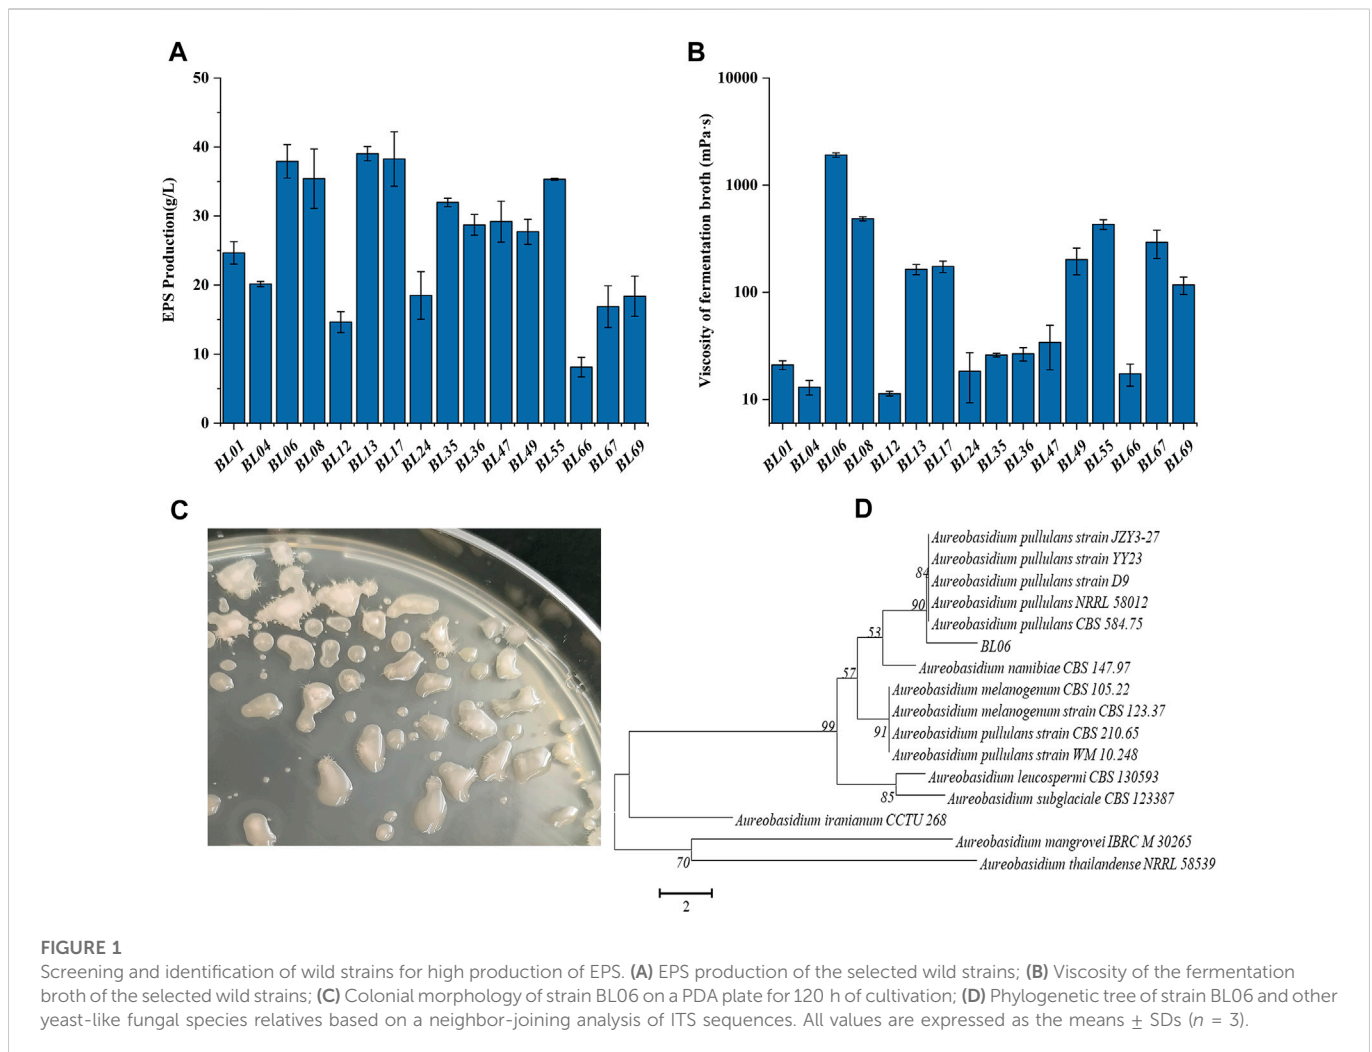 A
50
40
30
20
10
0
EPS Production(g/L)
BL01
BL04
BL06
BL08
BL12
BL13
BL17
BL24
BL35
BL36
BL47
BL49
BL55
BL66
BL67
BL69
B
10000
1000
100
10
Viscosity of fermentation broth (mPa·s)
BL01
BL04
BL06
BL08
BL12
BL13
BL17
BL24
BL35
BL36
BL47
BL49
BL55
BL66
BL67
BL69
C
D
Aureobasidium pullulans strain JZY3-27
Aureobasidium pullulans strain YY23
84
Aureobasidium pullulans strain D9
90
Aureobasidium pullulans NRRL 58012
Aureobasidium pullulans CBS 584.75
53
BL06
57
Aureobasidium namibiae CBS 147.97
Aureobasidium melanogenum CBS 105.22
Aureobasidium melanogenum strain CBS 123.37
99
91
Aureobasidium pullulans strain CBS 210.65
Aureobasidium pullulans strain WM 10.248
Aureobasidium leucospermi CBS 130593
85
Aureobasidium subglaciale CBS 123387
Aureobasidium iranianum CCTU 268
Aureobasidium mangrovei IBRC M 30265
70
Aureobasidium thailandense NRRL 58539
2
FIGURE 1
Screening and identification of wild strains for high production of EPS. (A) EPS production of the selected wild strains; (B) Viscosity of the fermentation
broth of the selected wild strains; (C) Colonial morphology of strain BL06 on a PDA plate for 120 h of cultivation; (D) Phylogenetic tree of strain BL06 and other
yeast-like fungal species relatives based on a neighbor-joining analysis of ITS sequences. All values are expressed as the means ± SDs (n = 3).